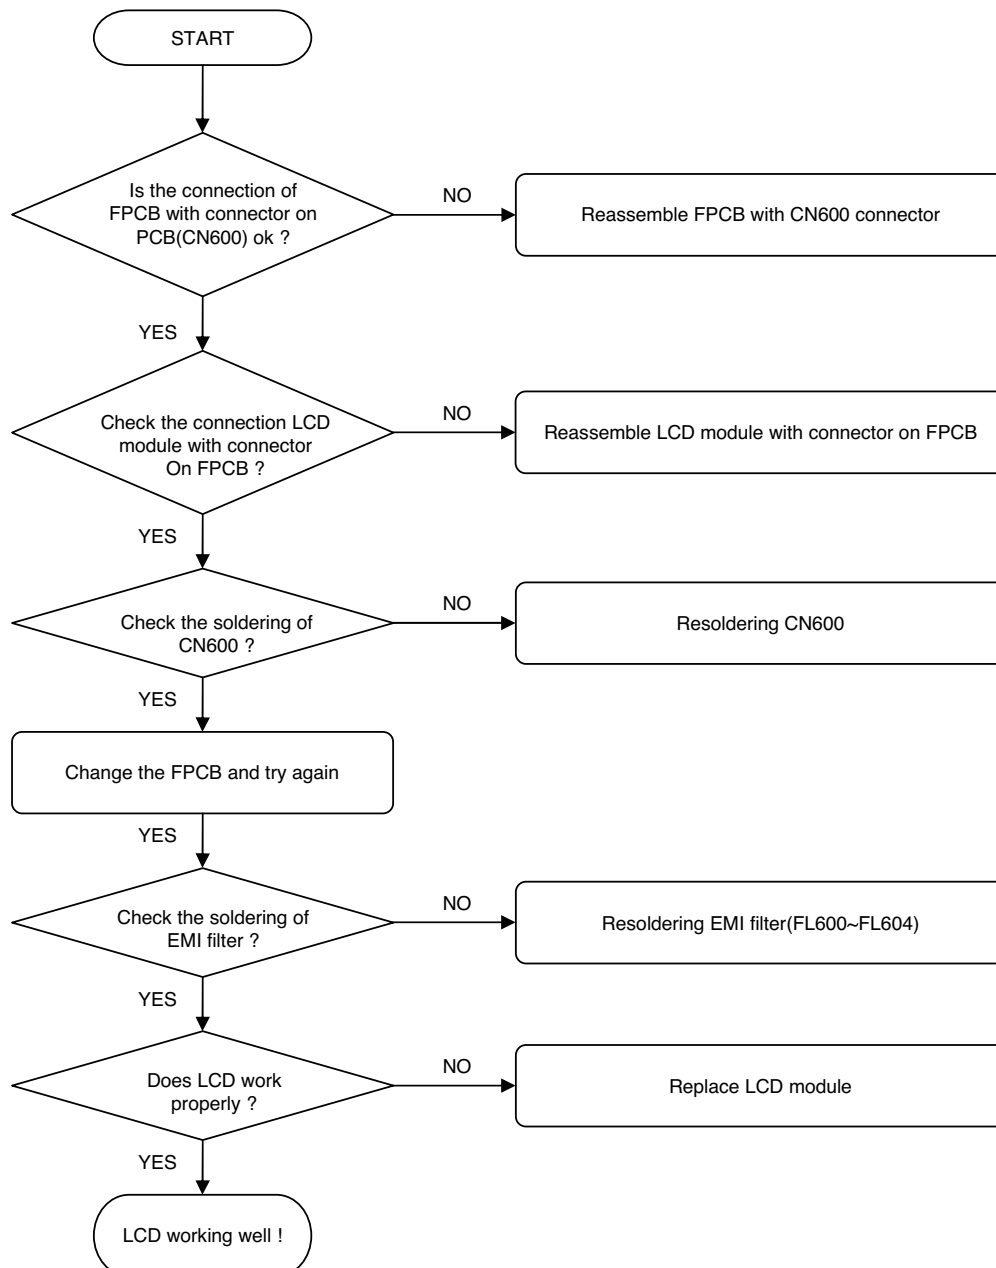 START
Is the connection of
FPCB with connector on
PCB(CN600) ok ?
NO
Reassemble FPCB with CN600 connector
YES
Check the connection LCD
module with connector
On FPCB ?
NO
Reassemble LCD module with connector on FPCB
YES
Check the soldering of
CN600 ?
NO
Resoldering CN600
YES
Change the FPCB and try again
YES
Check the soldering of
EMI filter ?
NO
Resoldering EMI filter(FL600~FL604)
YES
Does LCD work
properly ?
NO
Replace LCD module
YES
LCD working well !